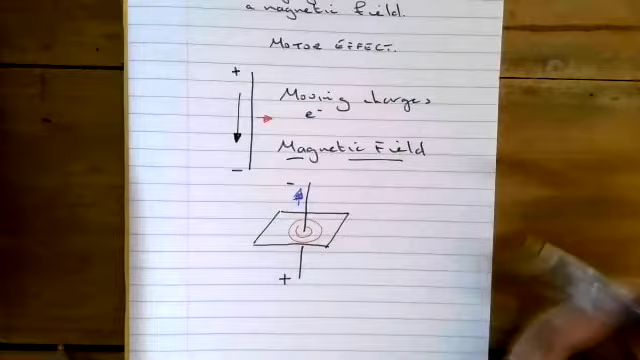 a magnetic field.
MOTOR EFFECT.
+
Moving charges
e⁻
Magnetic Field
-
-
+